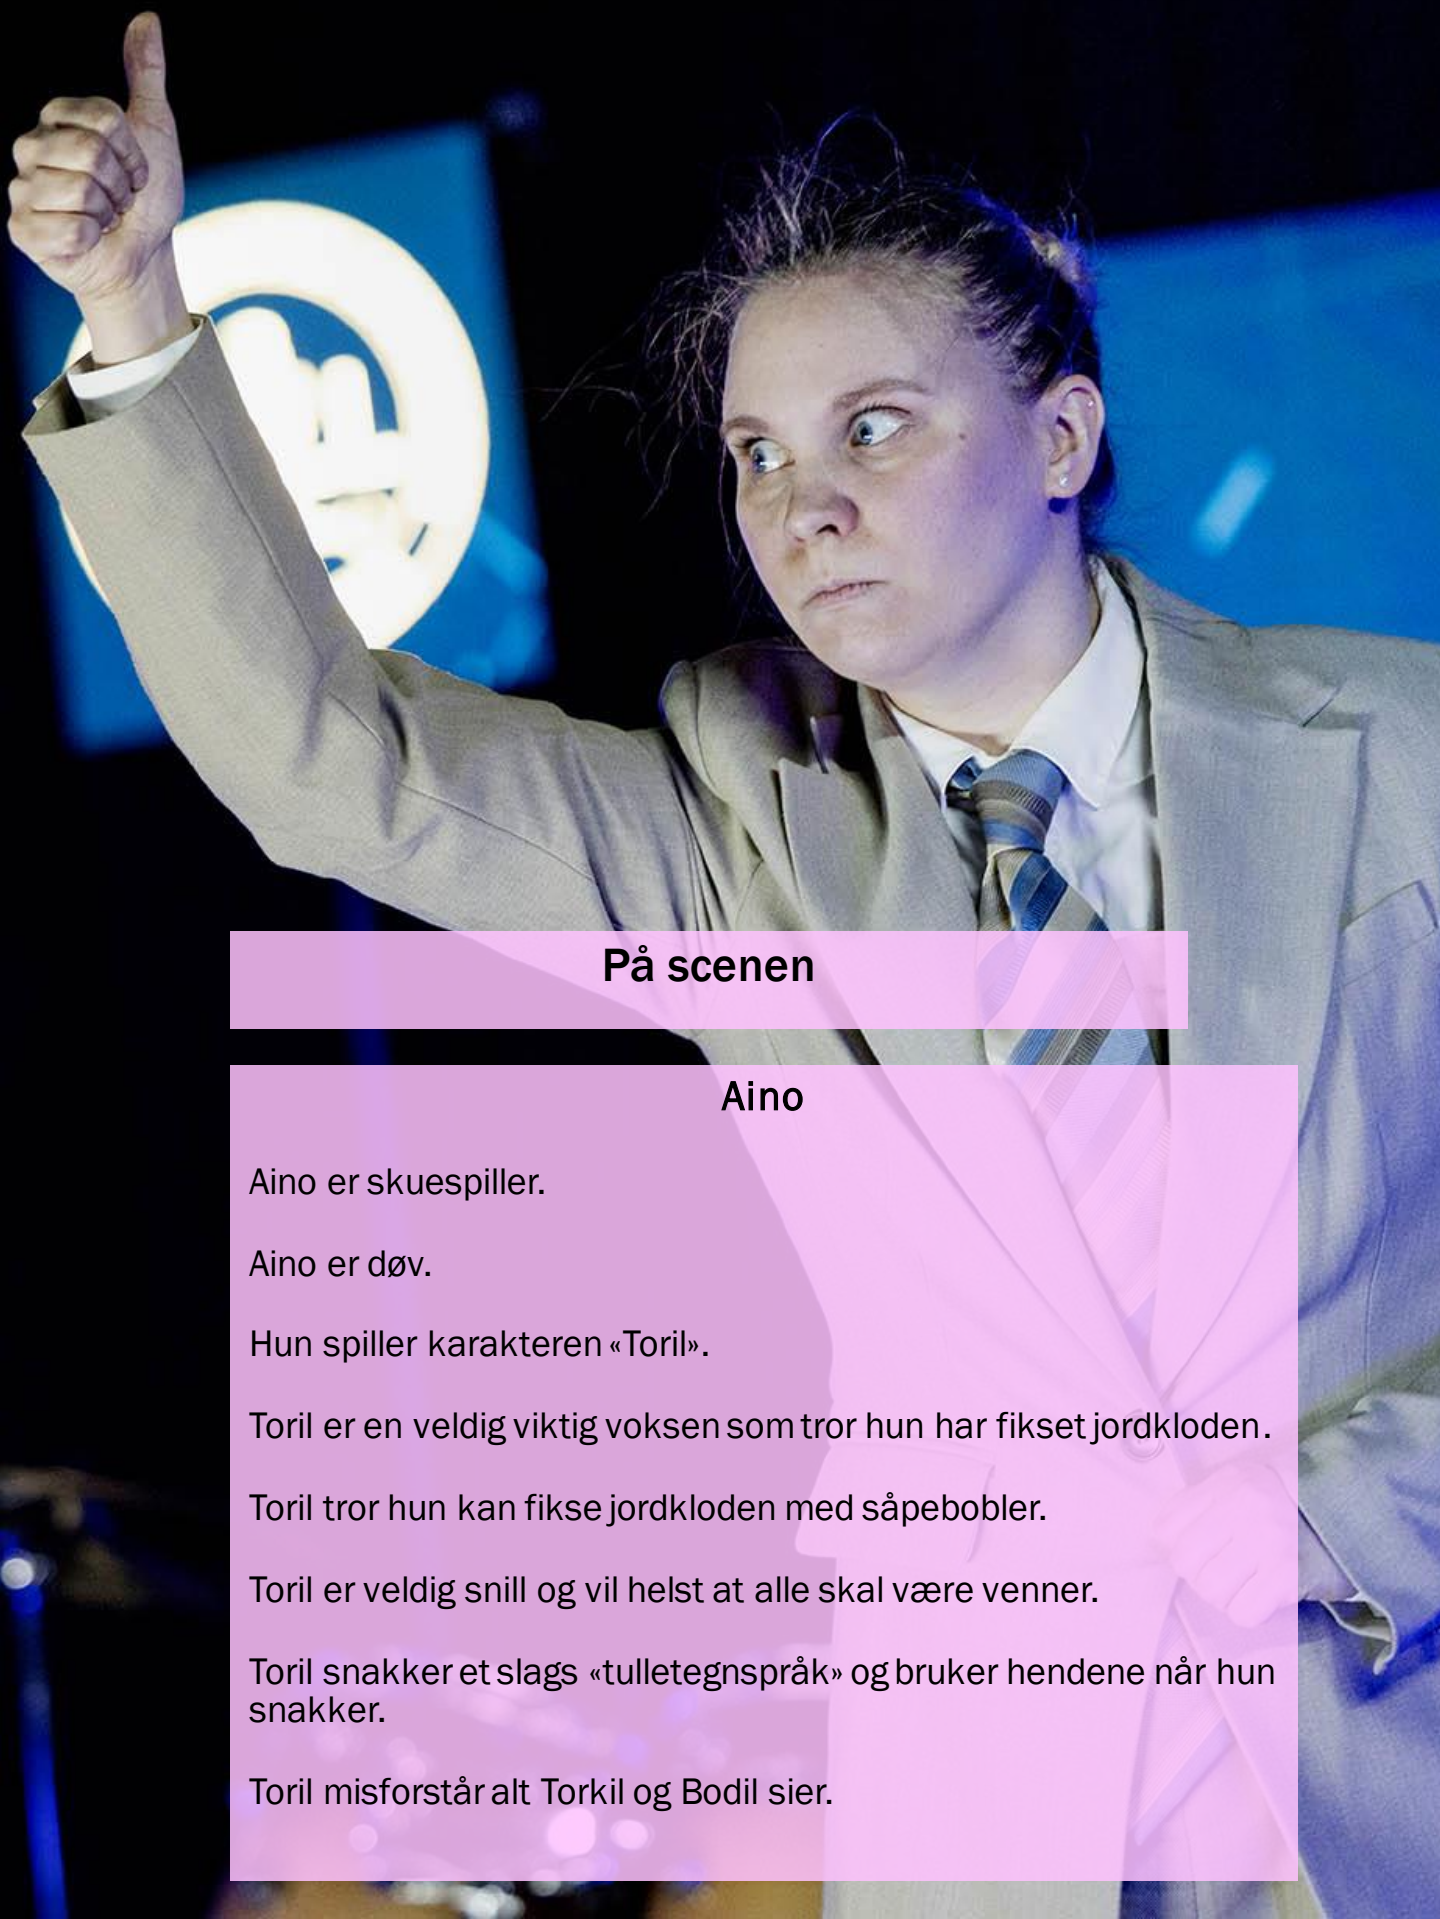 På scenen
Aino
Aino er skuespiller.
Aino er døv.
Hun spiller karakteren «Toril».
Toril er en veldig viktig voksen som tror hun har fikset jordkloden.
Toril tror hun kan fikse jordkloden med såpebobler.
Toril er veldig snill og vil helst at alle skal være venner.
Toril snakker et slags «tulletegnspråk» og bruker hendene når hun
snakker.
Toril misforstår alt Torkil og Bodil sier.